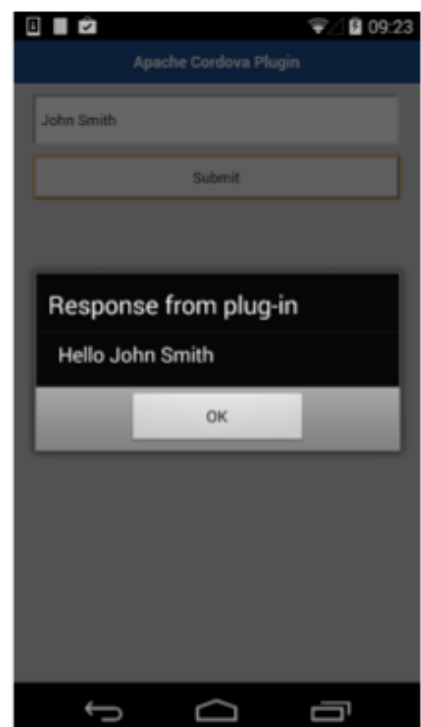 09:23
Apache Cordova Plugin
John Smith
Submit
Response from plug-in
Hello John Smith
OK